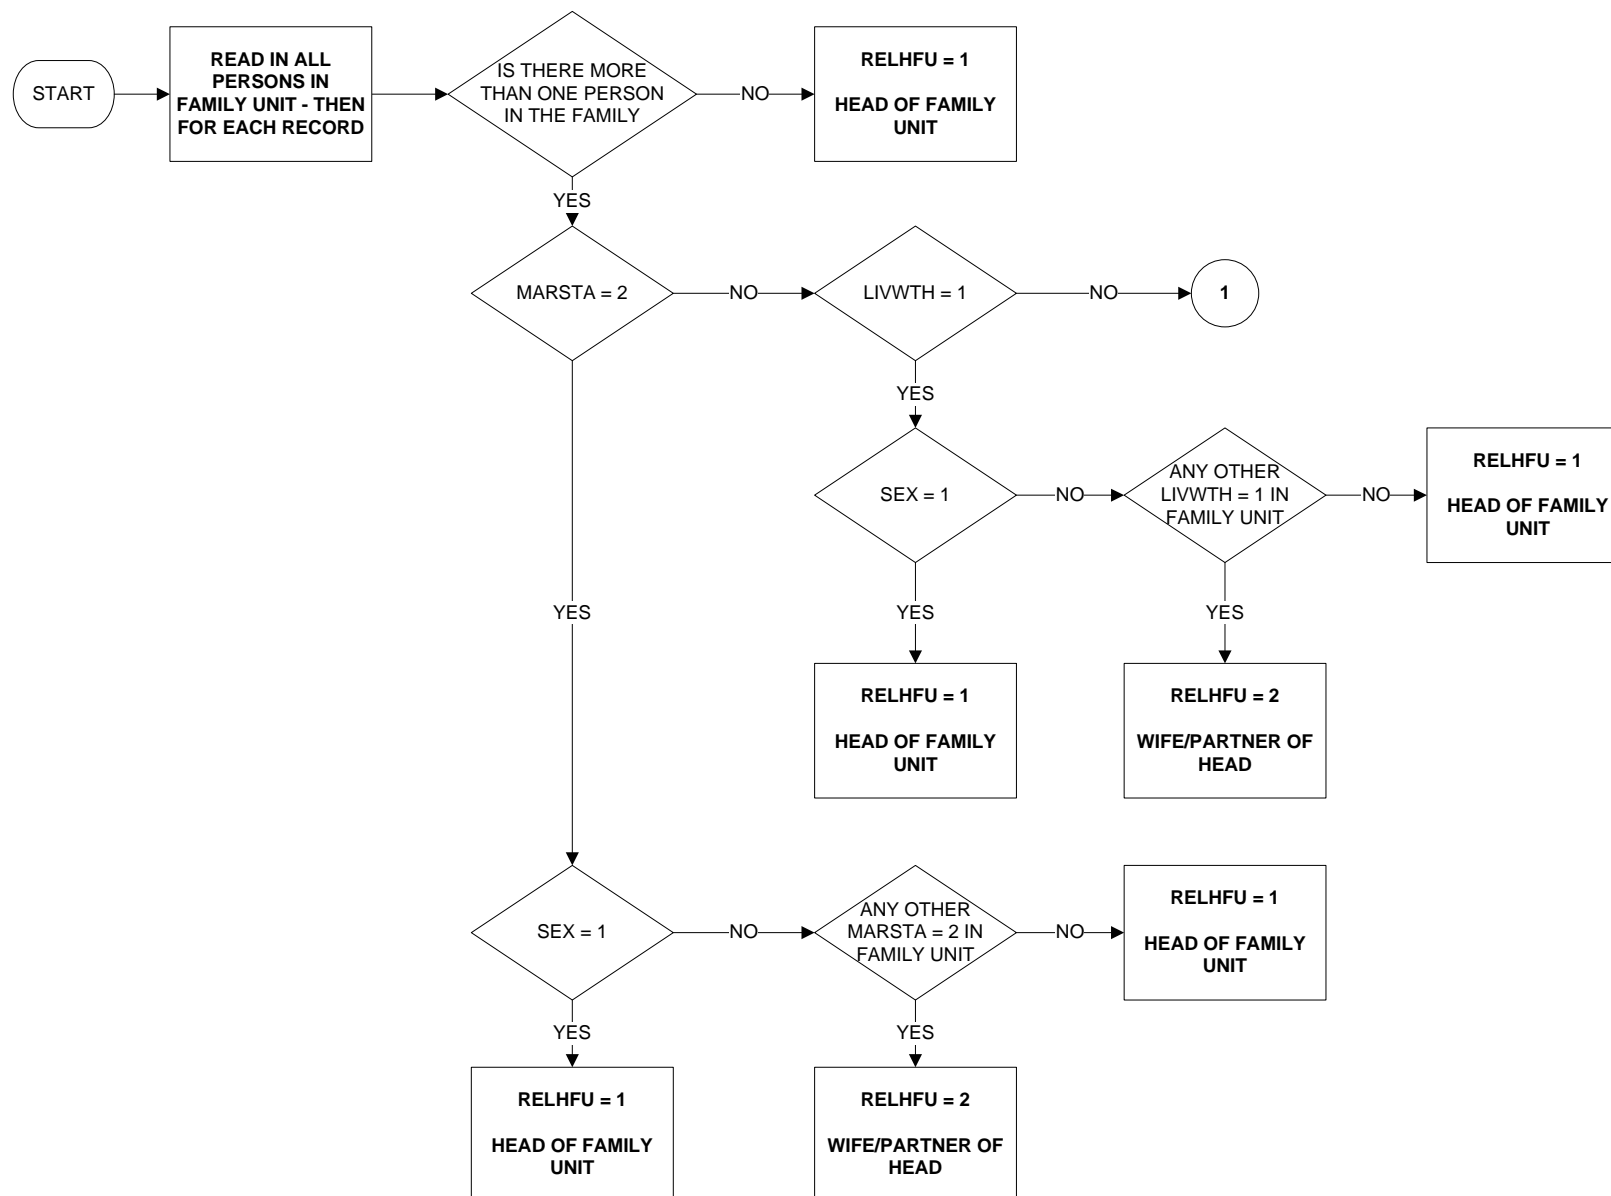 START
READ IN ALL
PERSONS IN
FAMILY UNIT - THEN
FOR EACH RECORD
IS THERE MORE
THAN ONE PERSON
IN THE FAMILY
NO
RELHFU = 1
HEAD OF FAMILY
UNIT
YES
MARSTA = 2
NO
LIVWTH = 1
NO
1
YES
SEX = 1
NO
ANY OTHER
LIVWTH = 1 IN
FAMILY UNIT
NO
RELHFU = 1
HEAD OF FAMILY
UNIT
YES
YES
YES
RELHFU = 1
HEAD OF FAMILY
UNIT
RELHFU = 2
WIFE/PARTNER OF
HEAD
SEX = 1
NO
ANY OTHER
MARSTA = 2 IN
FAMILY UNIT
NO
RELHFU = 1
HEAD OF FAMILY
UNIT
YES
YES
RELHFU = 1
HEAD OF FAMILY
UNIT
RELHFU = 2
WIFE/PARTNER OF
HEAD